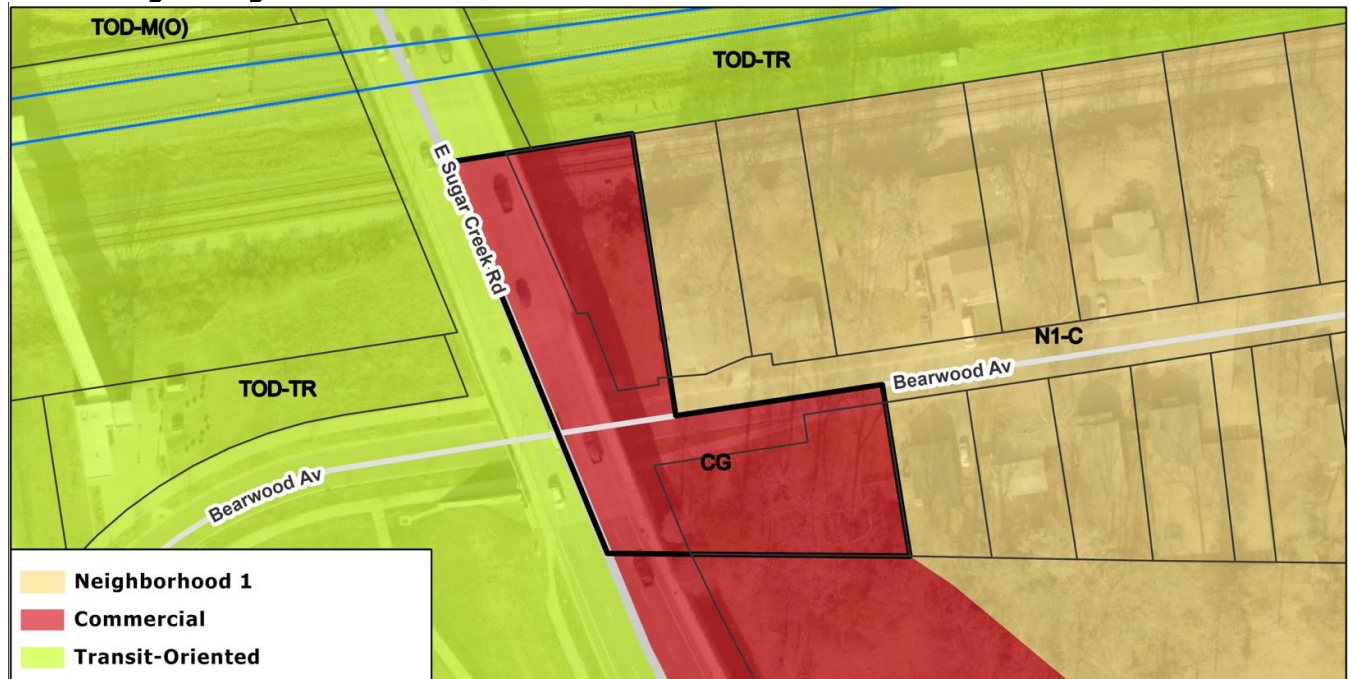 TOD-M(O)
TOD-TR
E Sugar Creek Rd
N1-C
Bearwood Av
TOD-TR
CG
Bearwood Av
Neighborhood 1
Commercial
Transit-Oriented